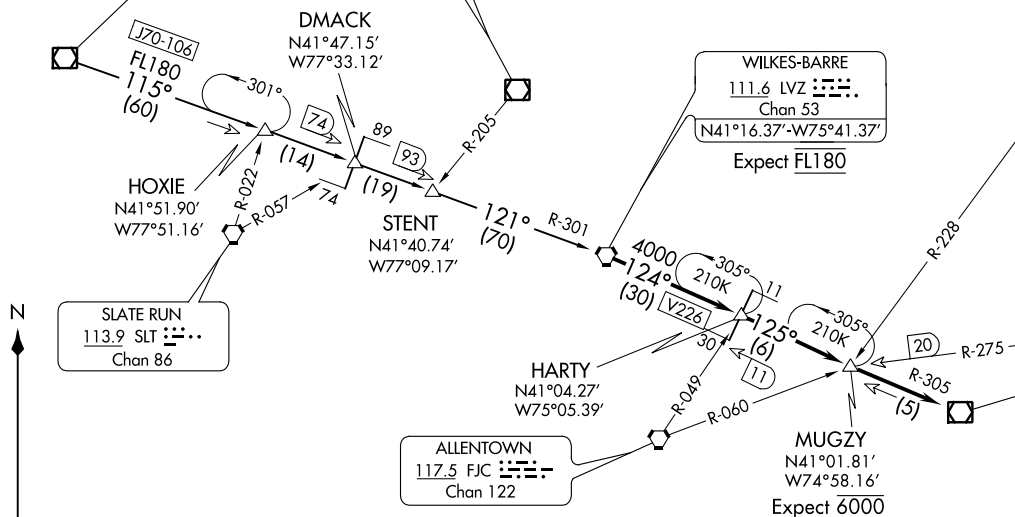 DMACK
N41°47.15'
W77°33.12'
J70-106
FL180
115°
(60)
301°
HOXIE
N41°51.90'
W77°51.16'
R-022
(14)
74
R-057
74
89
93
(19)
R-205
STENT
N41°40.74'
W77°09.17'
121°
(70)
R-301
WILKES-BARRE
111.6 LVZ
Chan 53
N41°16.37'-W75°41.37'
Expect FL180
SLATE RUN
113.9 SLT
Chan 86
N
4000
124°
(30)
V226
305°
210K
11
30
HARTY
N41°04.27'
W75°05.39'
125°
(6)
11
305°
210K
R-228
20
R-275
R-305
(5)
R-049
R-060
ALLENTOWN
117.5 FJC
Chan 122
MUGZY
N41°01.81'
W74°58.16'
Expect 6000